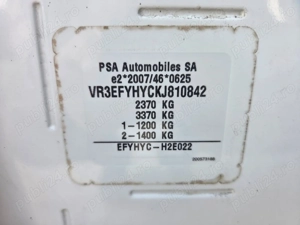 PSA Automobiles SA
e2*2007/46*0625
VR3EFYHYCKJ810842
2370 KG
3370 KG
1-1200 KG
2-1400 KG
EFYHYC-H2E022